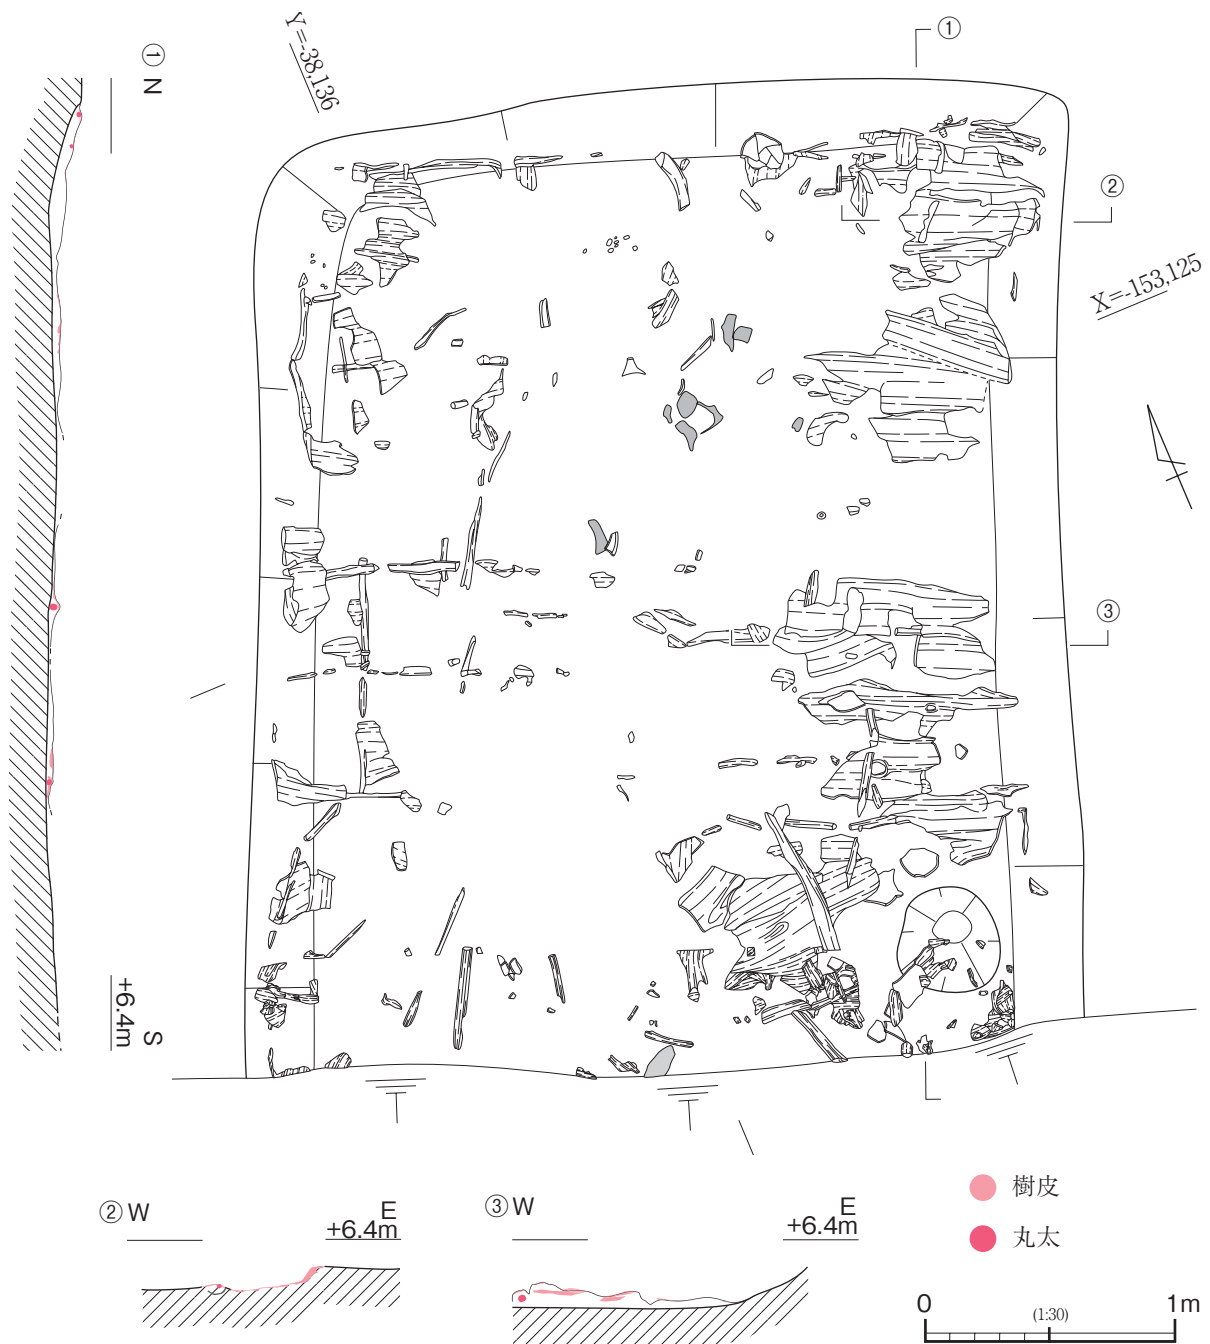 ①
Y=-38,136
① N
②
X=-153,125
③
+6.4m S
② W
E
+6.4m
③ W
E
+6.4m
樹皮
丸太
0
(1:30)
1m